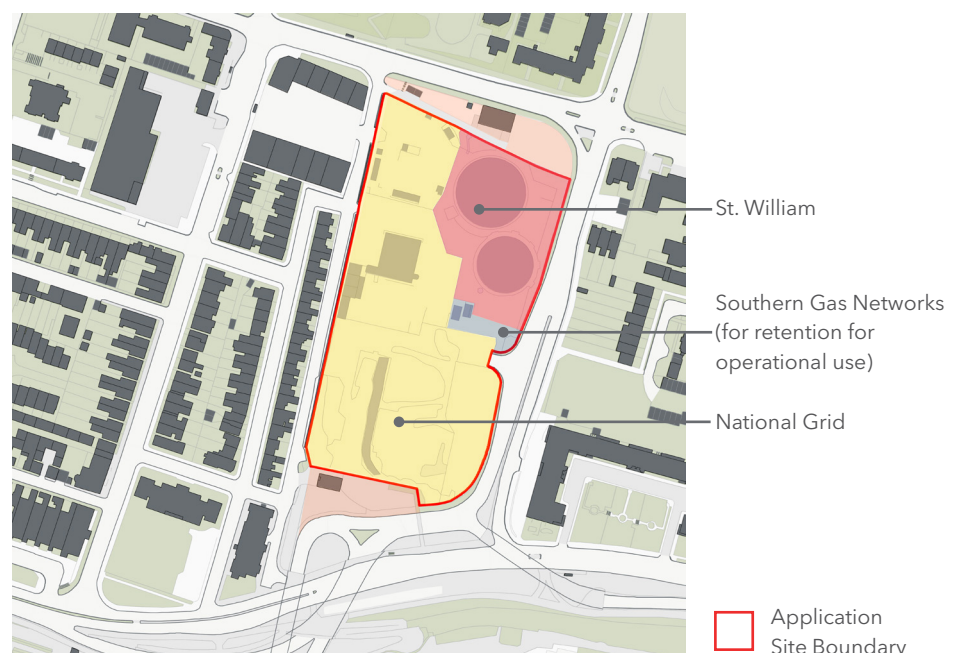 St. William
Southern Gas Networks
(for retention for
operational use)
National Grid
Application
Site Boundary